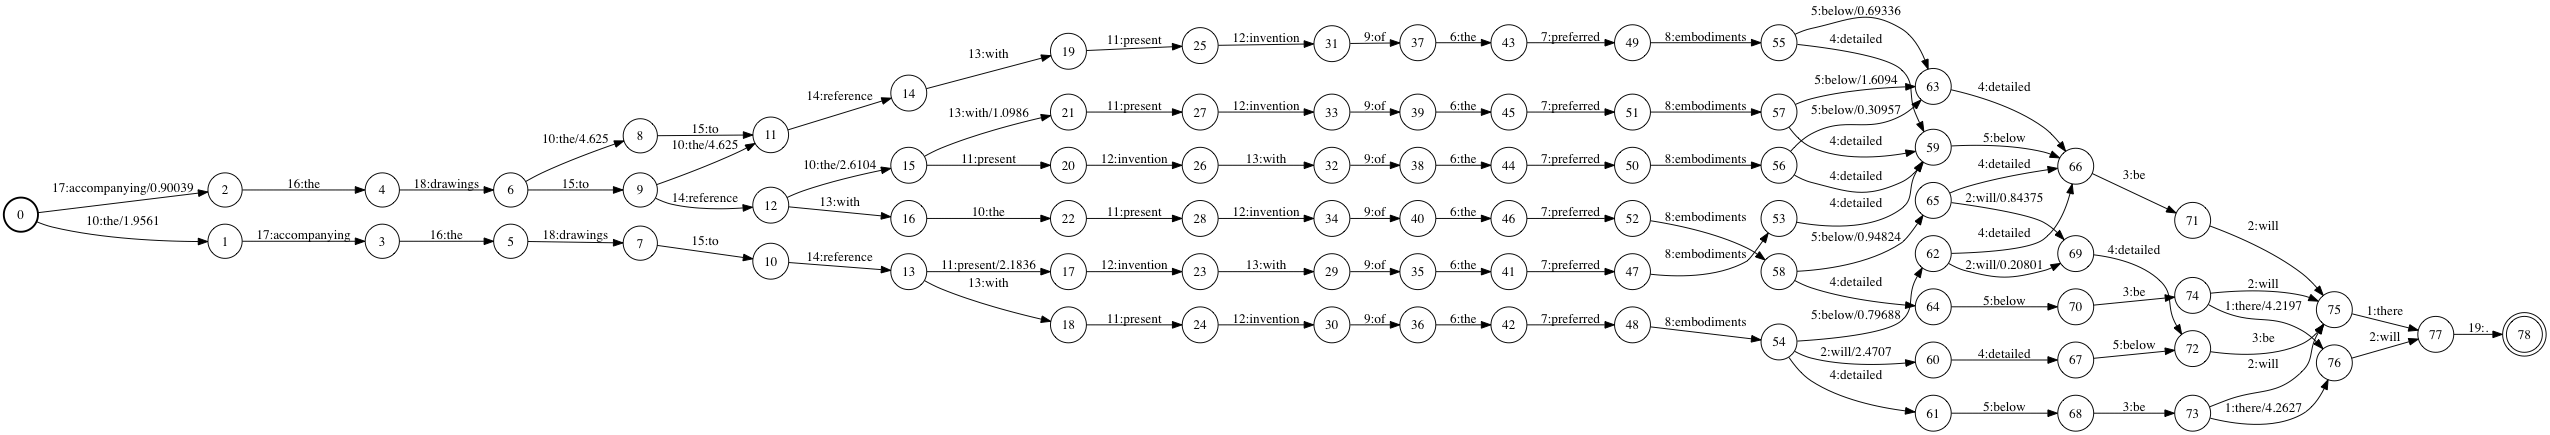 5:below/0.69336
13:with 19 11:present 25 12:invention 31 9:of 37 6:the 43 7:preferred 49 8:embodiments 55 4:detailed
5:below/1.6094 63 4:detailed
14:reference 14
13:with/1.0986 21 11:present 27 12:invention 33 9:of 39 6:the 45 7:preferred 51 8:embodiments 57 5:below/0.30957
10:the/4.625 8 15:to 11
10:the/4.625 4:detailed 59 5:below
10:the/2.6104 15 11:present 20 12:invention 26 13:with 32 9:of 38 6:the 44 7:preferred 50 8:embodiments 56 4:detailed 4:detailed 66 3:be
17:accompanying/0.90039 2 16:the 4 18:drawings 6 15:to 9 14:reference 12 13:with 65 2:will/0.84375
0 10:the/1.9561 16 10:the 22 11:present 28 12:invention 34 9:of 40 6:the 46 7:preferred 52 8:embodiments 53 4:detailed 71 2:will
1 17:accompanying 3 16:the 5 18:drawings 7 15:to 5:below/0.94824 4:detailed
8:embodiments 62 2:will/0.20801 69 4:detailed
10 14:reference 13 11:present/2.1836 17 12:invention 23 13:with 29 9:of 35 6:the 41 7:preferred 47 58 4:detailed
13:with 74 2:will
5:below/0.79688 64 5:below 70 3:be 1:there/4.2197 75 1:there
18 11:present 24 12:invention 30 9:of 36 6:the 42 7:preferred 48 8:embodiments 54 77 19:. 78
2:will/2.4707 60 4:detailed 67 5:below 72 3:be 2:will
4:detailed 2:will 76
61 5:below 68 3:be 73 1:there/4.2627